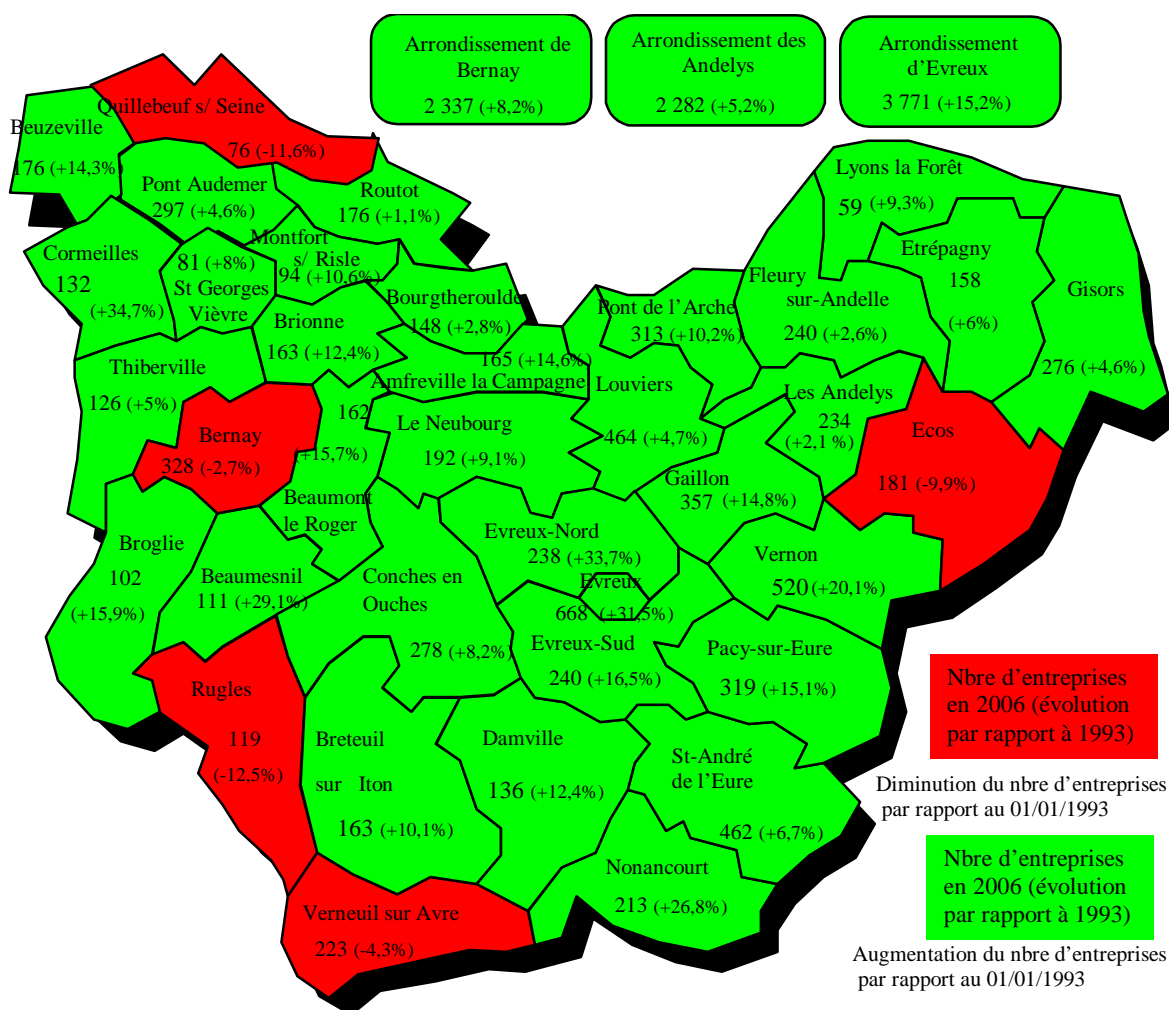 Arrondissement de
Bernay
2 337 (+8,2%)
Arrondissement des
Andelys
2 282 (+5,2%)
Arrondissement
d’Evreux
3 771 (+15,2%)
Quillebeuf s/ Seine
76 (-11,6%)
Beuzeville
176 (+14,3%)
Pont Audemer
297 (+4,6%)
Routot
176 (+1,1%)
Lyons la Forêt
59 (+9,3%)
Cormeilles
132
(+34,7%)
81 (+8%)
St Georges
Vièvre
Montfort
s/ Risle
94 (+10,6%)
Bourgtheroulde
148 (+2,8%)
Etrépagny
158
(+6%)
Fleury
sur-Andelle
240 (+2,6%)
Gisors
276 (+4,6%)
Pont de l’Arche
313 (+10,2%)
Brionne
163 (+12,4%)
165 (+14,6%)
Amfreville la Campagne
Thiberville
126 (+5%)
Louviers
464 (+4,7%)
Les Andelys
234
(+2,1 %)
Ecos
181 (-9,9%)
Bernay
328 (-2,7%)
162
(+15,7%)
Beaumont
le Roger
Le Neubourg
192 (+9,1%)
Gaillon
357 (+14,8%)
Broglie
102
(+15,9%)
Beaumesnil
111 (+29,1%)
Conches en
Ouches
278 (+8,2%)
Evreux-Nord
238 (+33,7%)
Evreux
668 (+31,5%)
Evreux-Sud
240 (+16,5%)
Vernon
520 (+20,1%)
Pacy-sur-Eure
319 (+15,1%)
Rugles
119
(-12,5%)
Breteuil
sur Iton
163 (+10,1%)
Damville
136 (+12,4%)
St-André
de l’Eure
462 (+6,7%)
Nonancourt
213 (+26,8%)
Verneuil sur Avre
223 (-4,3%)
Nbre d’entreprises
en 2006 (évolution
par rapport à 1993)
Diminution du nbre d’entreprises
par rapport au 01/01/1993
Nbre d’entreprises
en 2006 (évolution
par rapport à 1993)
Augmentation du nbre d’entreprises
par rapport au 01/01/1993